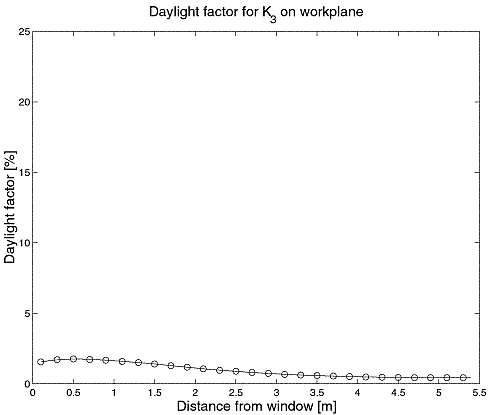 Daylight factor for K3 on workplane
25
20
15
10
5
0
Daylight factor [%]
0 0.5 1 1.5 2 2.5 3 3.5 4 4.5 5 5.5
Distance from window [m]